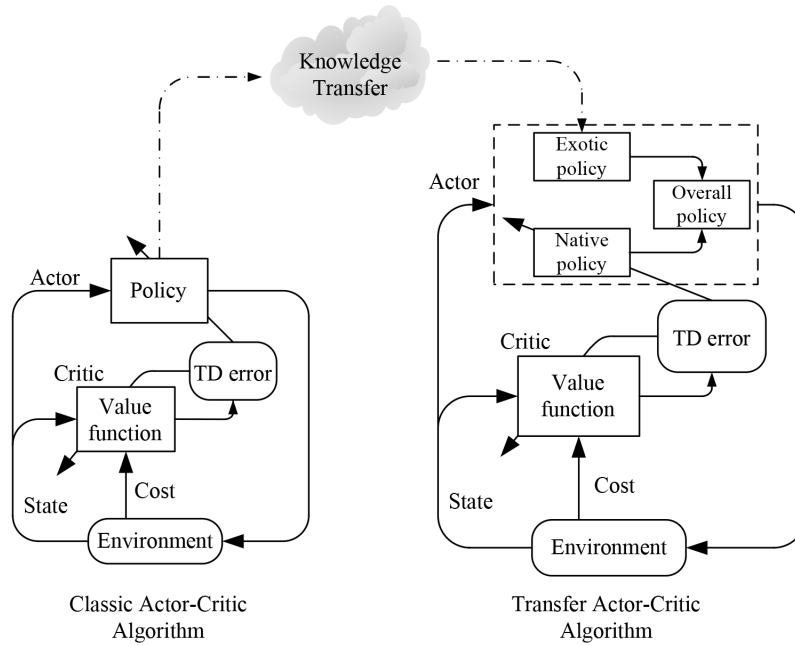 Knowledge
Transfer
Actor
Policy
Critic
TD error
Value
function
State
Cost
Environment
Classic Actor-Critic
Algorithm
Actor
Exotic
policy
Overall
policy
Native
policy
Critic
TD error
Value
function
State
Cost
Environment
Transfer Actor-Critic
Algorithm